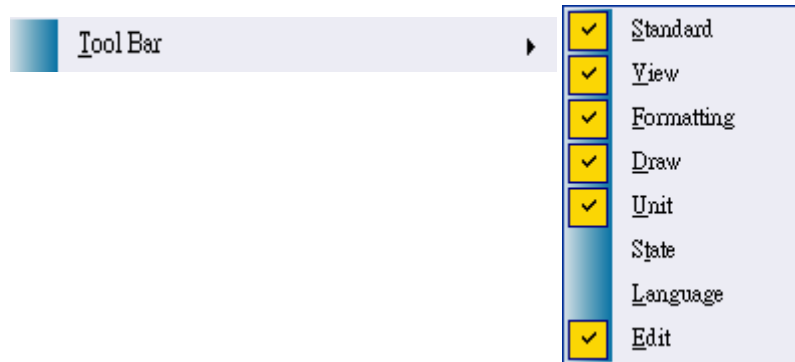 Tool Bar
Standard
View
Formatting
Draw
Unit
State
Language
Edit